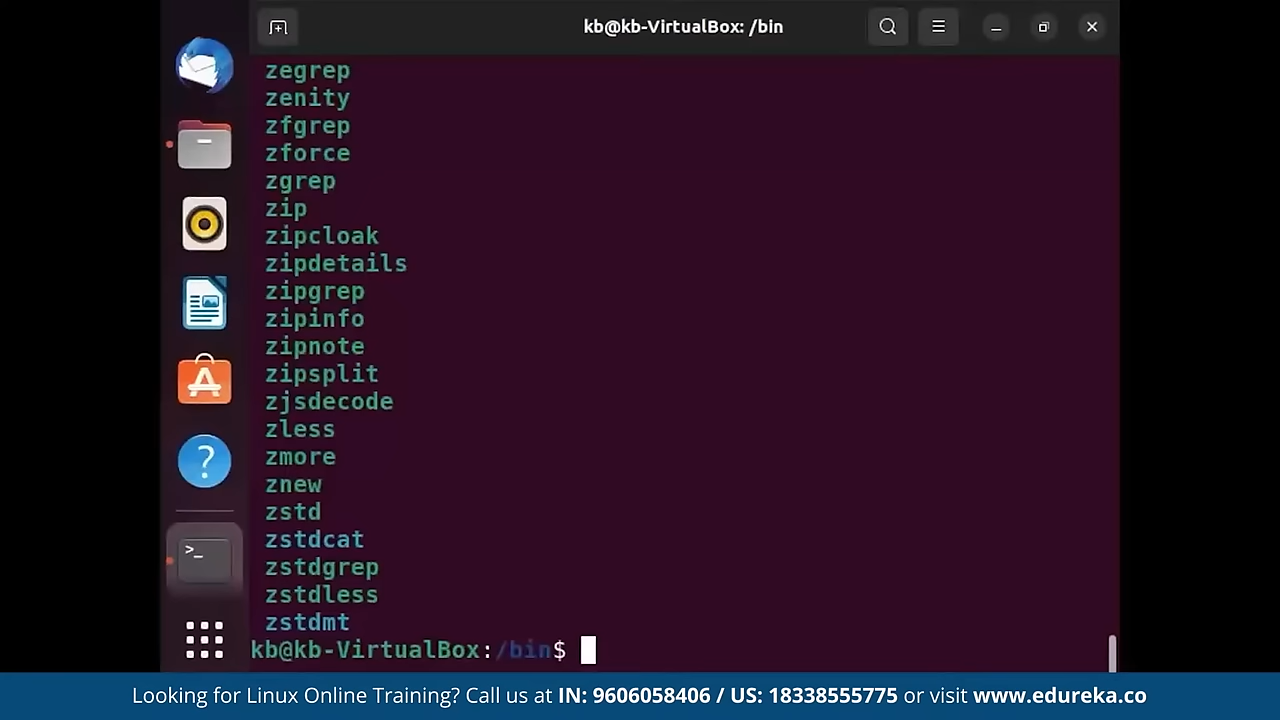 kb@kb-VirtualBox: /bin
zegrep
zenity
zfgrep
zforce
zgrep
zip
zipcloak
zipdetails
zipgrep
zipinfo
zipnote
zipsplit
zjsdecode
zless
zmore
znew
zstd
zstdcat
zstdgrep
zstdless
zstdmt
kb@kb-VirtualBox:/bin$
Looking for Linux Online Training? Call us at IN: 9606058406 / US: 18338555775 or visit www.edureka.co